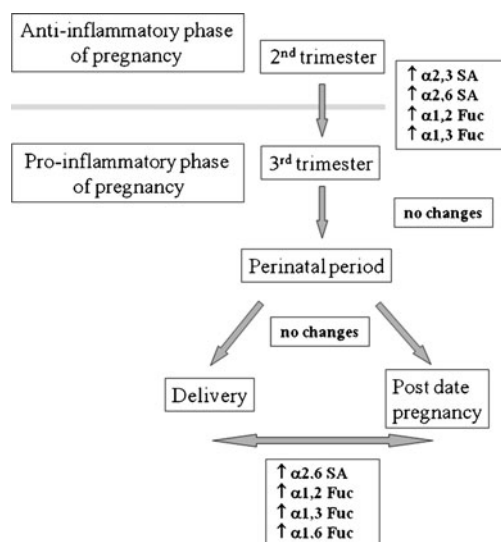 Anti-inflammatory phase
of pregnancy
2nd trimester
↑ α2,3 SA
↑ α2,6 SA
↑ α1,2 Fuc
↑ α1,3 Fuc
Pro-inflammatory phase
of pregnancy
3rd trimester
no changes
Perinatal period
no changes
Delivery
Post date
pregnancy
↑ α2,6 SA
↑ α1,2 Fuc
↑ α1,3 Fuc
↑ α1,6 Fuc